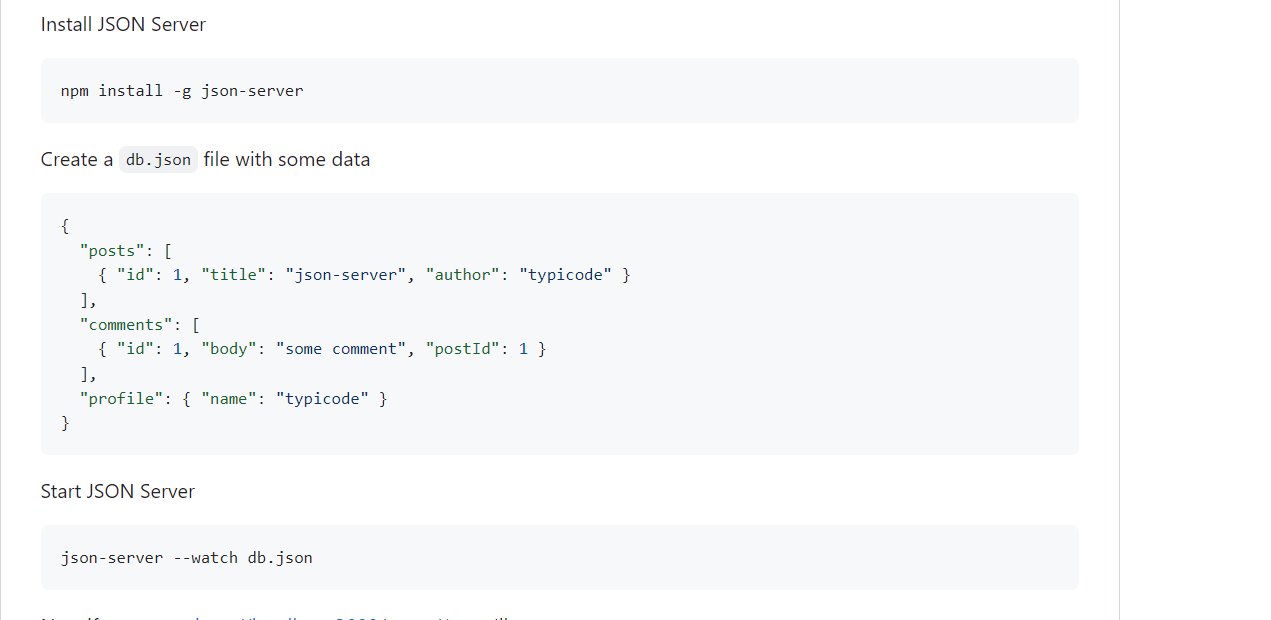 Install JSON Server
npm install -g json-server
Create a db.json file with some data
{
"posts": [
{ "id": 1, "title": "json-server", "author": "typicode" }
],
"comments": [
{ "id": 1, "body": "some comment", "postId": 1 }
],
"profile": { "name": "typicode" }
}
Start JSON Server
json-server --watch db.json